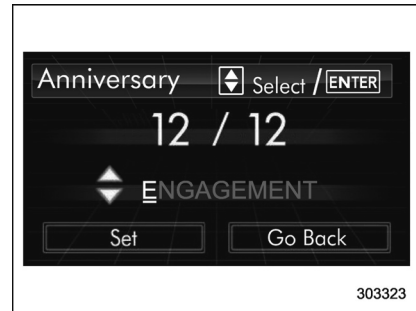 Anniversary Select / ENTER
12 / 12
ENGAGEMENT
Set Go Back
303323